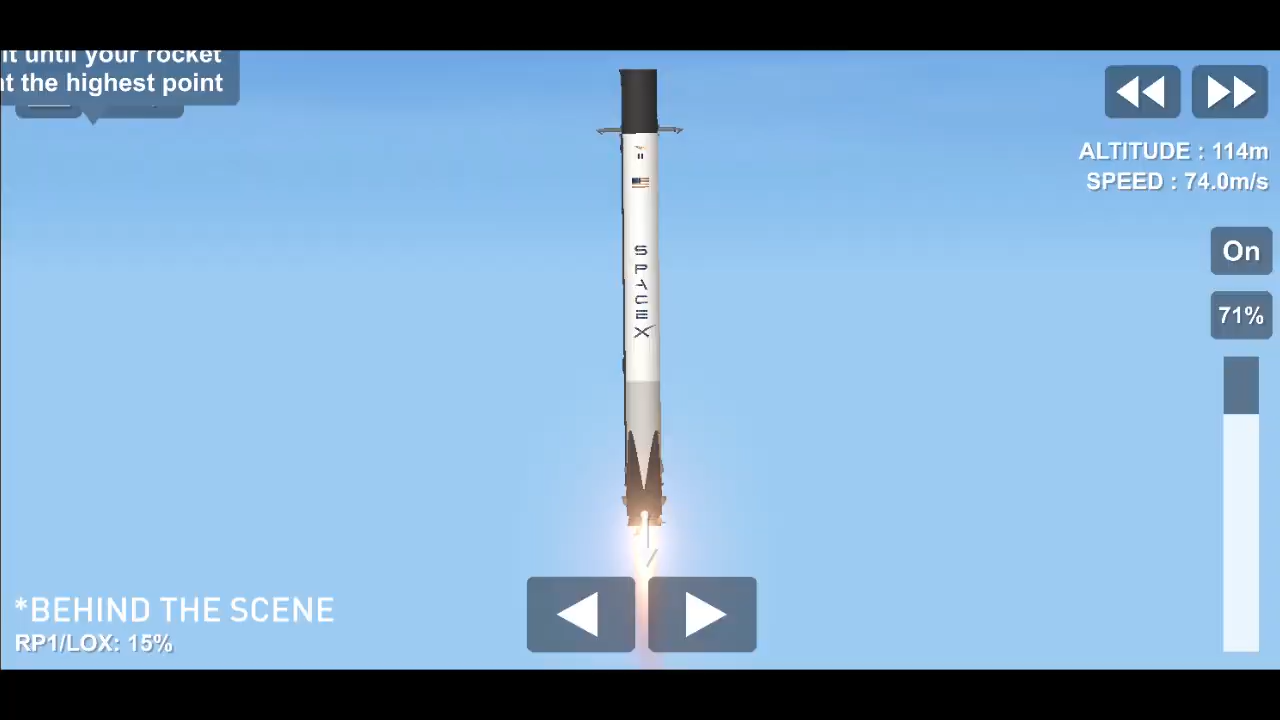 it until your rocket
at the highest point
ALTITUDE : 114m
SPEED : 74.0m/s
On
71%
SPACEX
*BEHIND THE SCENE
RP1/LOX: 15%